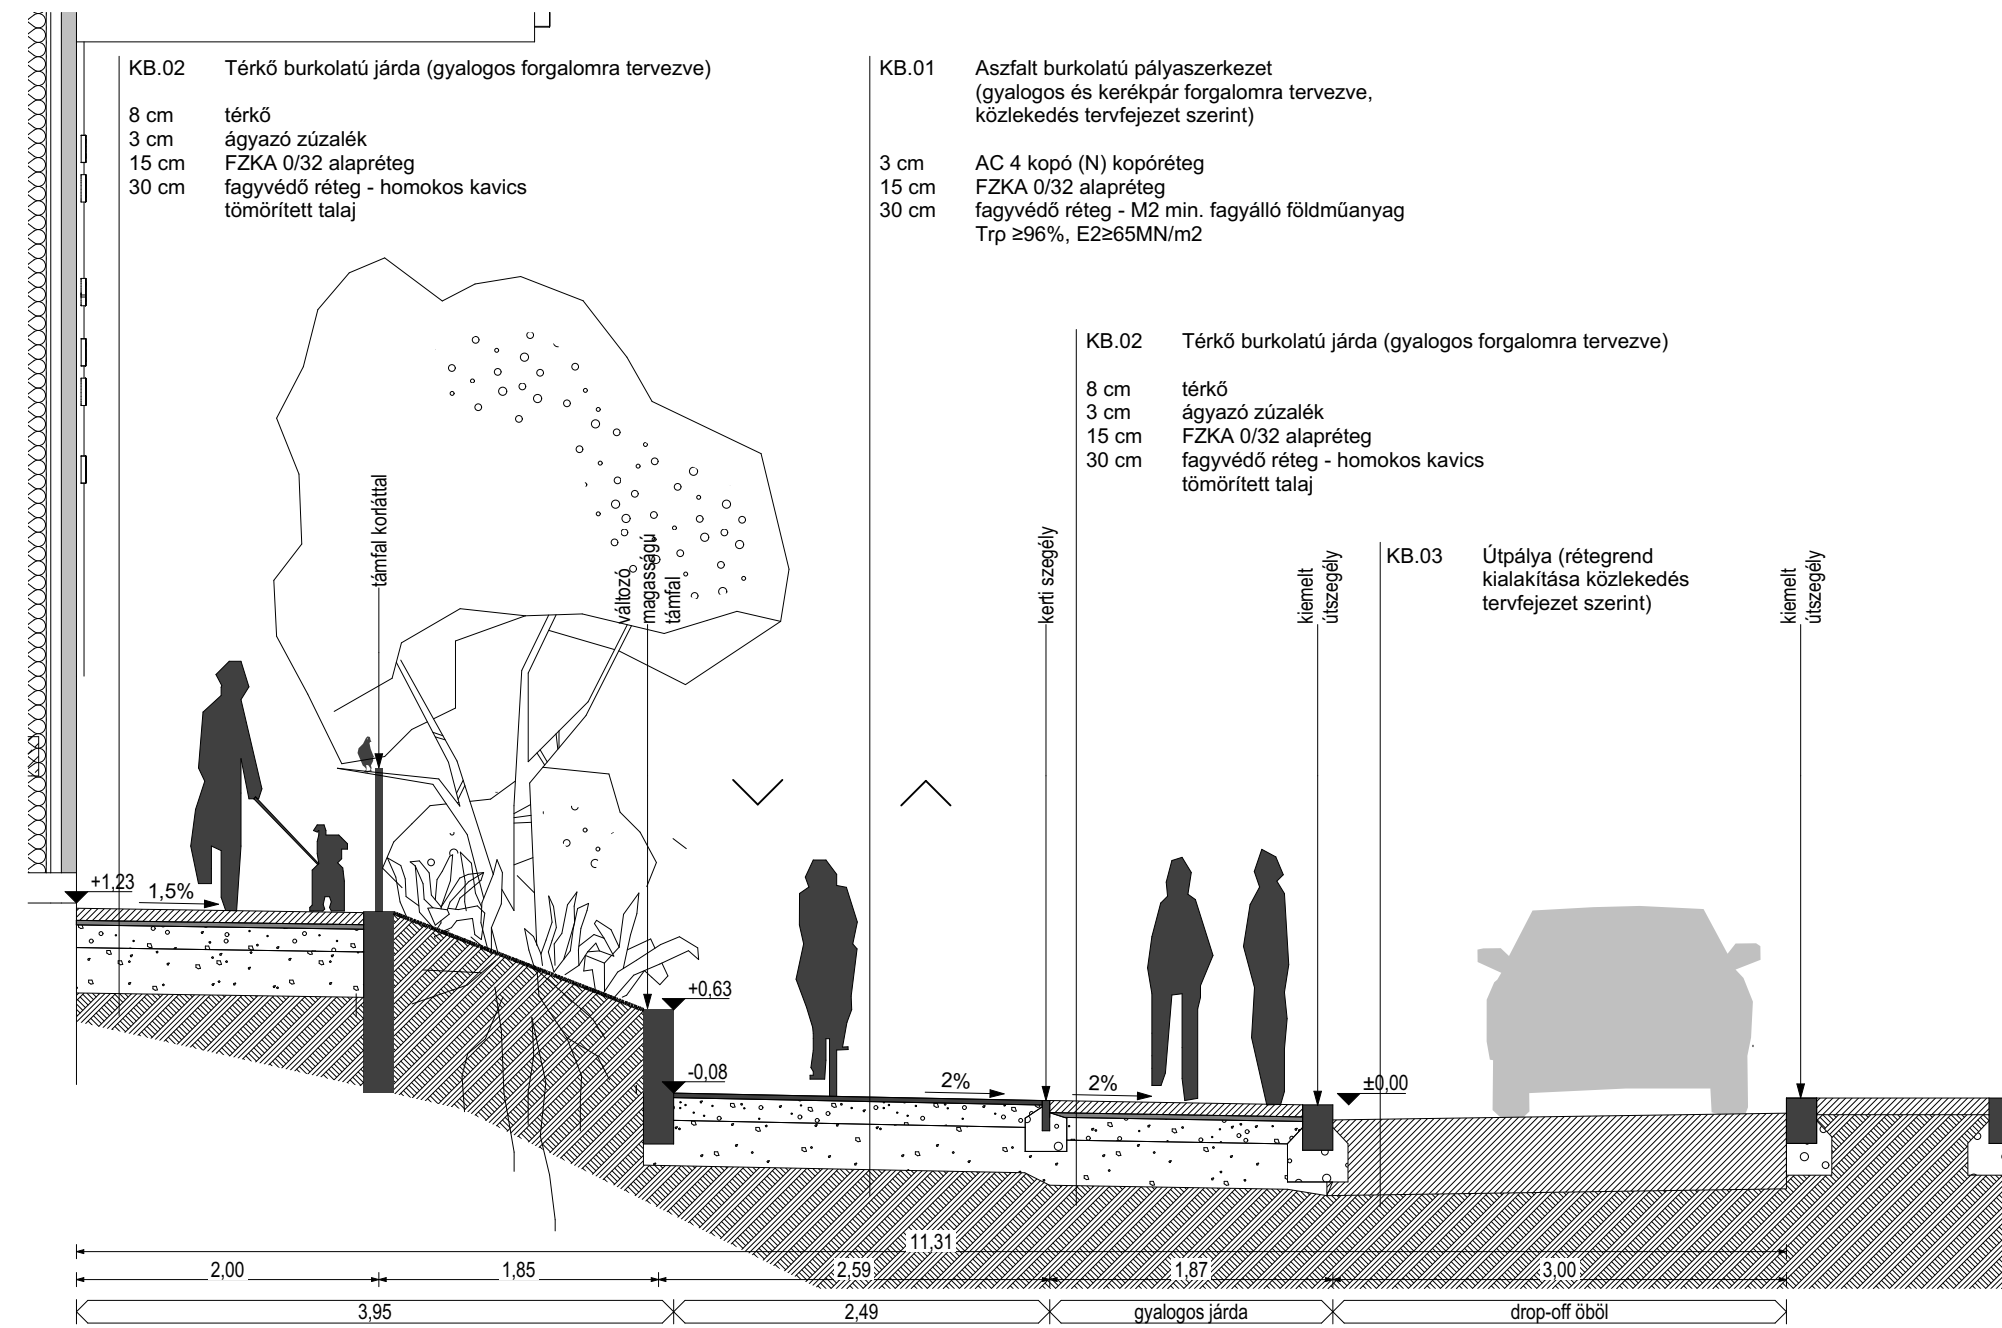 KB.02 Térkő burkolatú járda (gyalogos forgalomra tervezve)
8 cm térkő
3 cm ágyazó zúzalék
15 cm FZKA 0/32 alapréteg
30 cm fagyvédő réteg - homokos kavics
tömörített talaj
KB.01 Aszfalt burkolatú pályaszerkezet
(gyalogos és kerékpár forgalomra tervezve,
közlekedés tervfejezet szerint)
3 cm AC 4 kopó (N) kopóréteg
15 cm FZKA 0/32 alapréteg
30 cm fagyvédő réteg - M2 min. fagyálló földműanyag
Trρ ≥96%, E2≥65MN/m2
KB.02 Térkő burkolatú járda (gyalogos forgalomra tervezve)
8 cm térkő
3 cm ágyazó zúzalék
15 cm FZKA 0/32 alapréteg
30 cm fagyvédő réteg - homokos kavics
tömörített talaj
KB.03 Útpálya (rétegrend
kialakítása közlekedés
tervfejezet szerint)
támfal korláttal
változó
magasságú
támfal
kerti szegély
kiemelt
útszegély
kiemelt
útszegély
+1,23
1,5%
+0,63
-0,08
2%
2%
±0,00
11,31
2,00
1,85
2,59
1,87
3,00
3,95
2,49
gyalogos járda
drop-off öböl